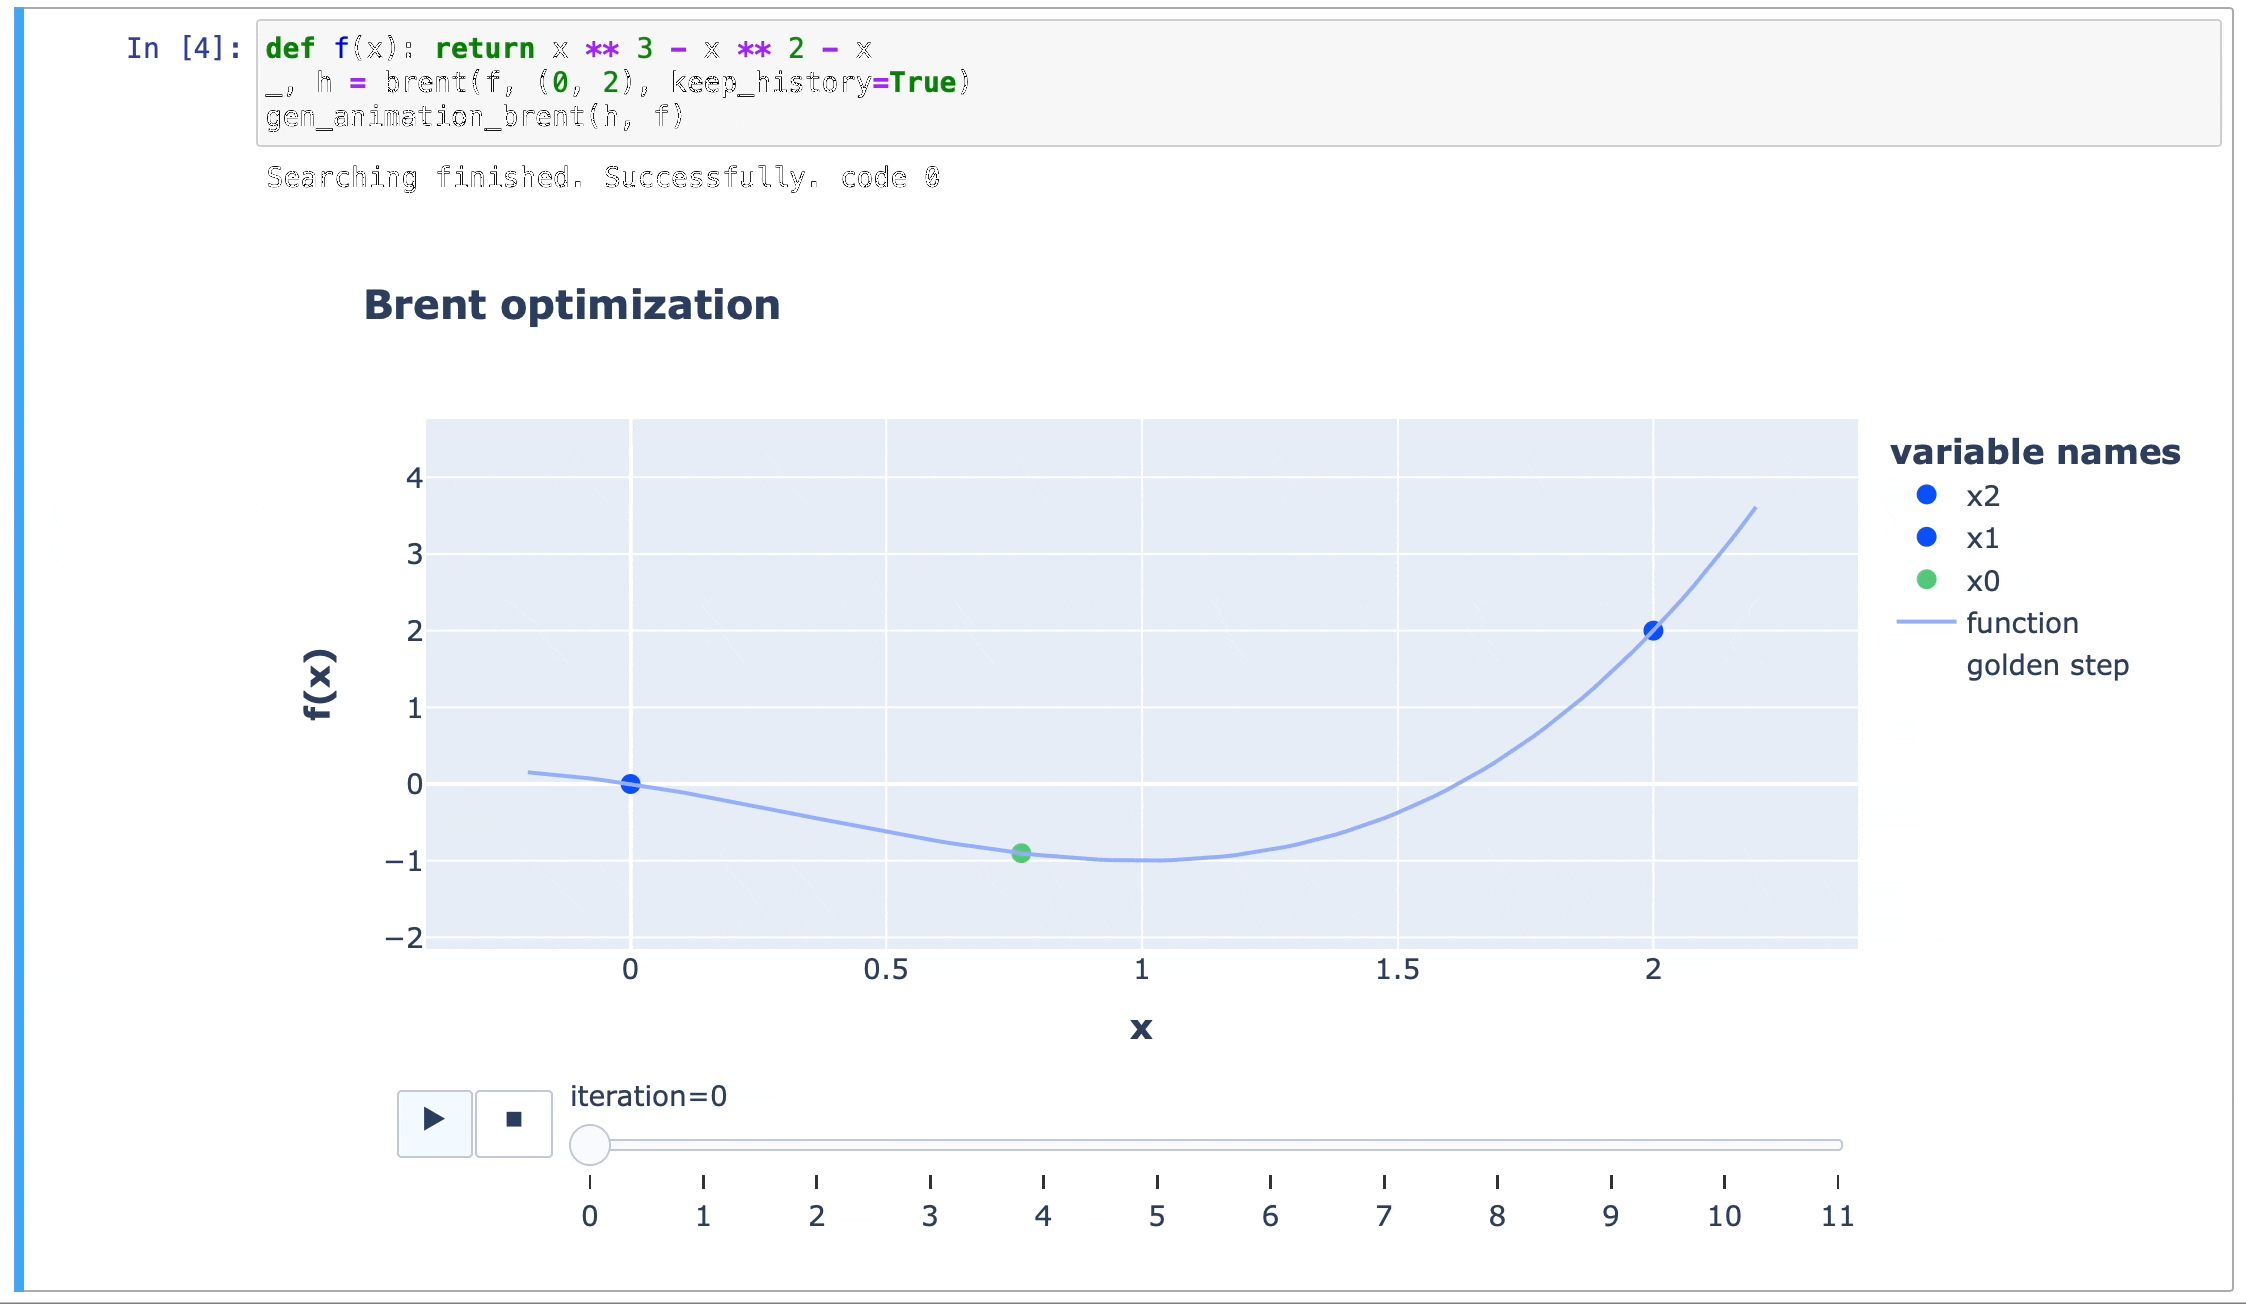 In [4]: def f(x): return x ** 3 - x ** 2 - x
_, h = brent(f, (0, 2), keep_history=True)
gen_animation_brent(h, f)
Searching finished. Successfully. code 0
Brent optimization
variable names
x2
x1
x0
function
golden step
4
3
2
1
0
−1
−2
f(x)
0 0.5 1 1.5 2
x
iteration=0
0 1 2 3 4 5 6 7 8 9 10 11